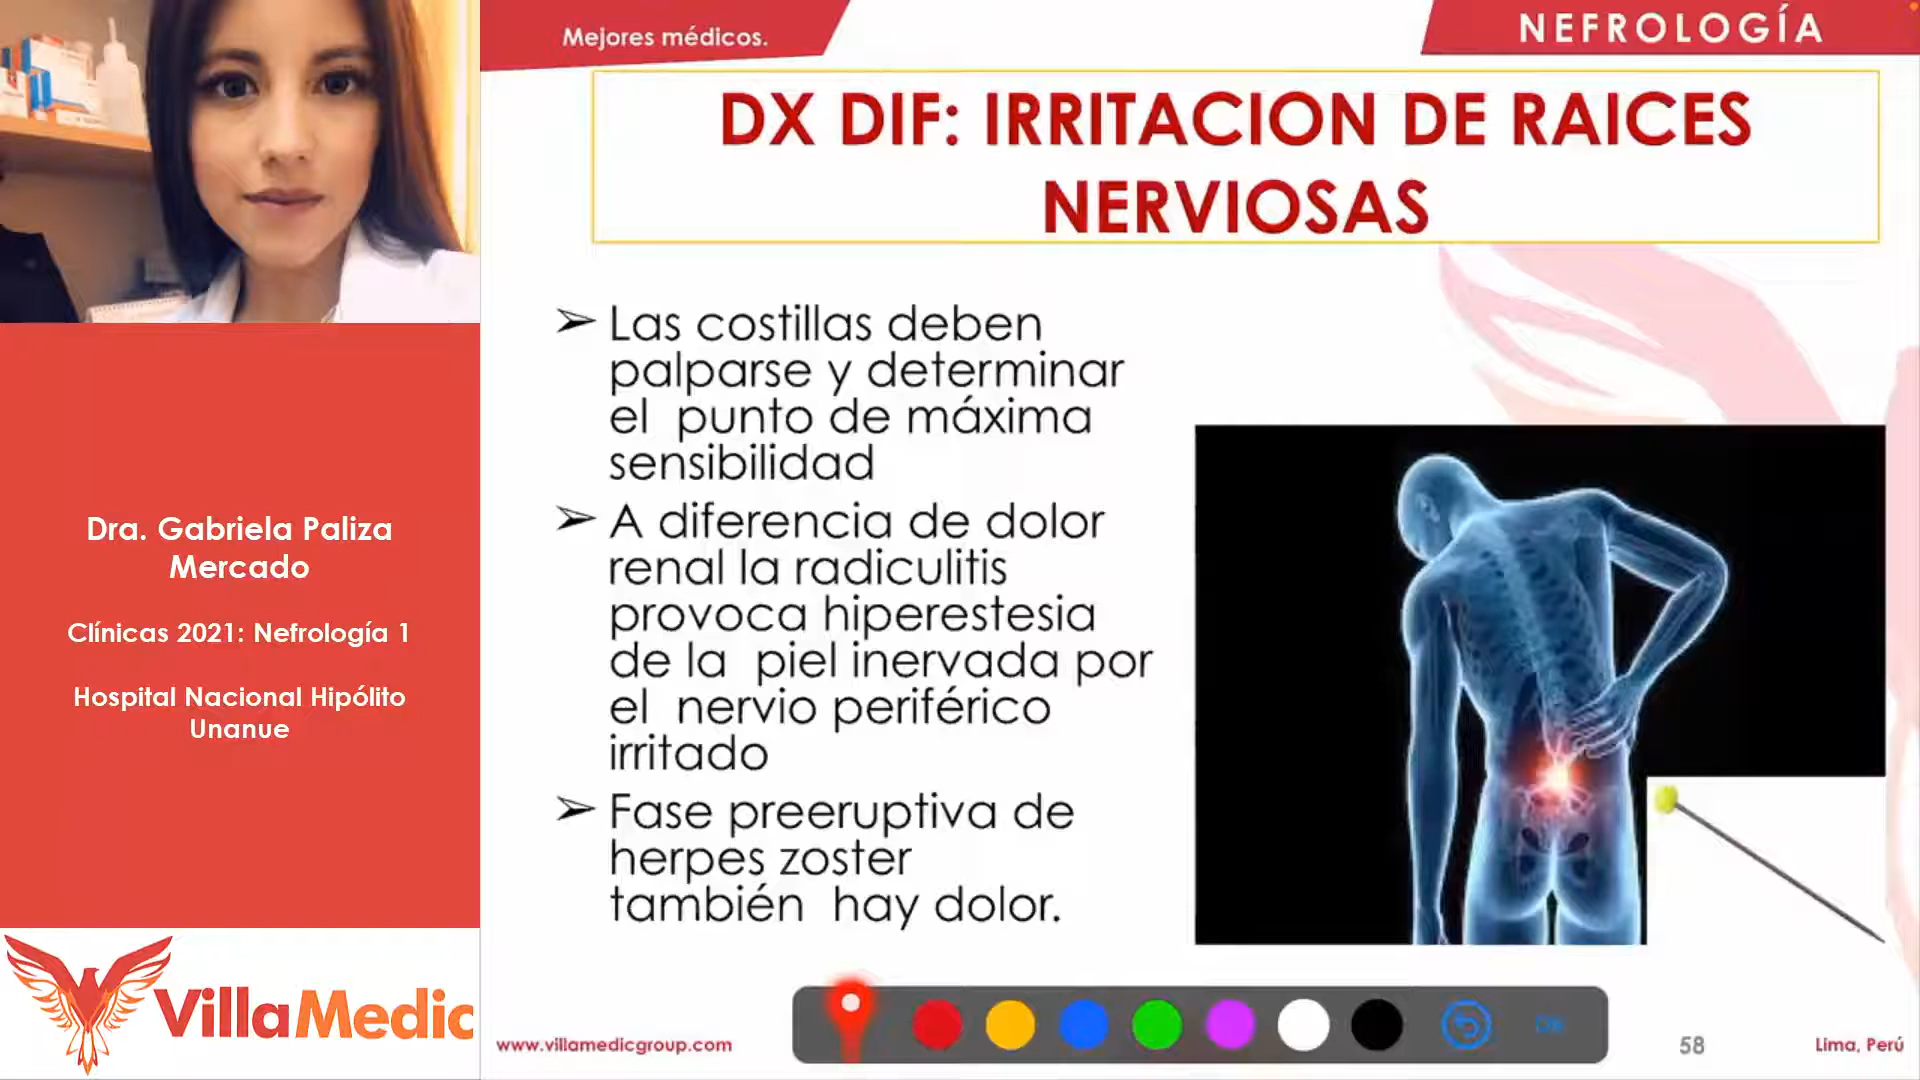 Mejores médicos.
NEFROLOGÍA
DX DIF: IRRITACION DE RAICES
NERVIOSAS
➢ Las costillas deben
palparse y determinar
el punto de máxima
sensibilidad
➢ A diferencia de dolor
renal la radiculitis
provoca hiperestesia
de la piel inervada por
el nervio periférico
irritado
➢ Fase preeruptiva de
herpes zoster
también hay dolor.
Dra. Gabriela Paliza
Mercado
Clínicas 2021: Nefrología 1
Hospital Nacional Hipólito
Unanue
VillaMedic
www.villamedicgroup.com
58
Lima, Perú